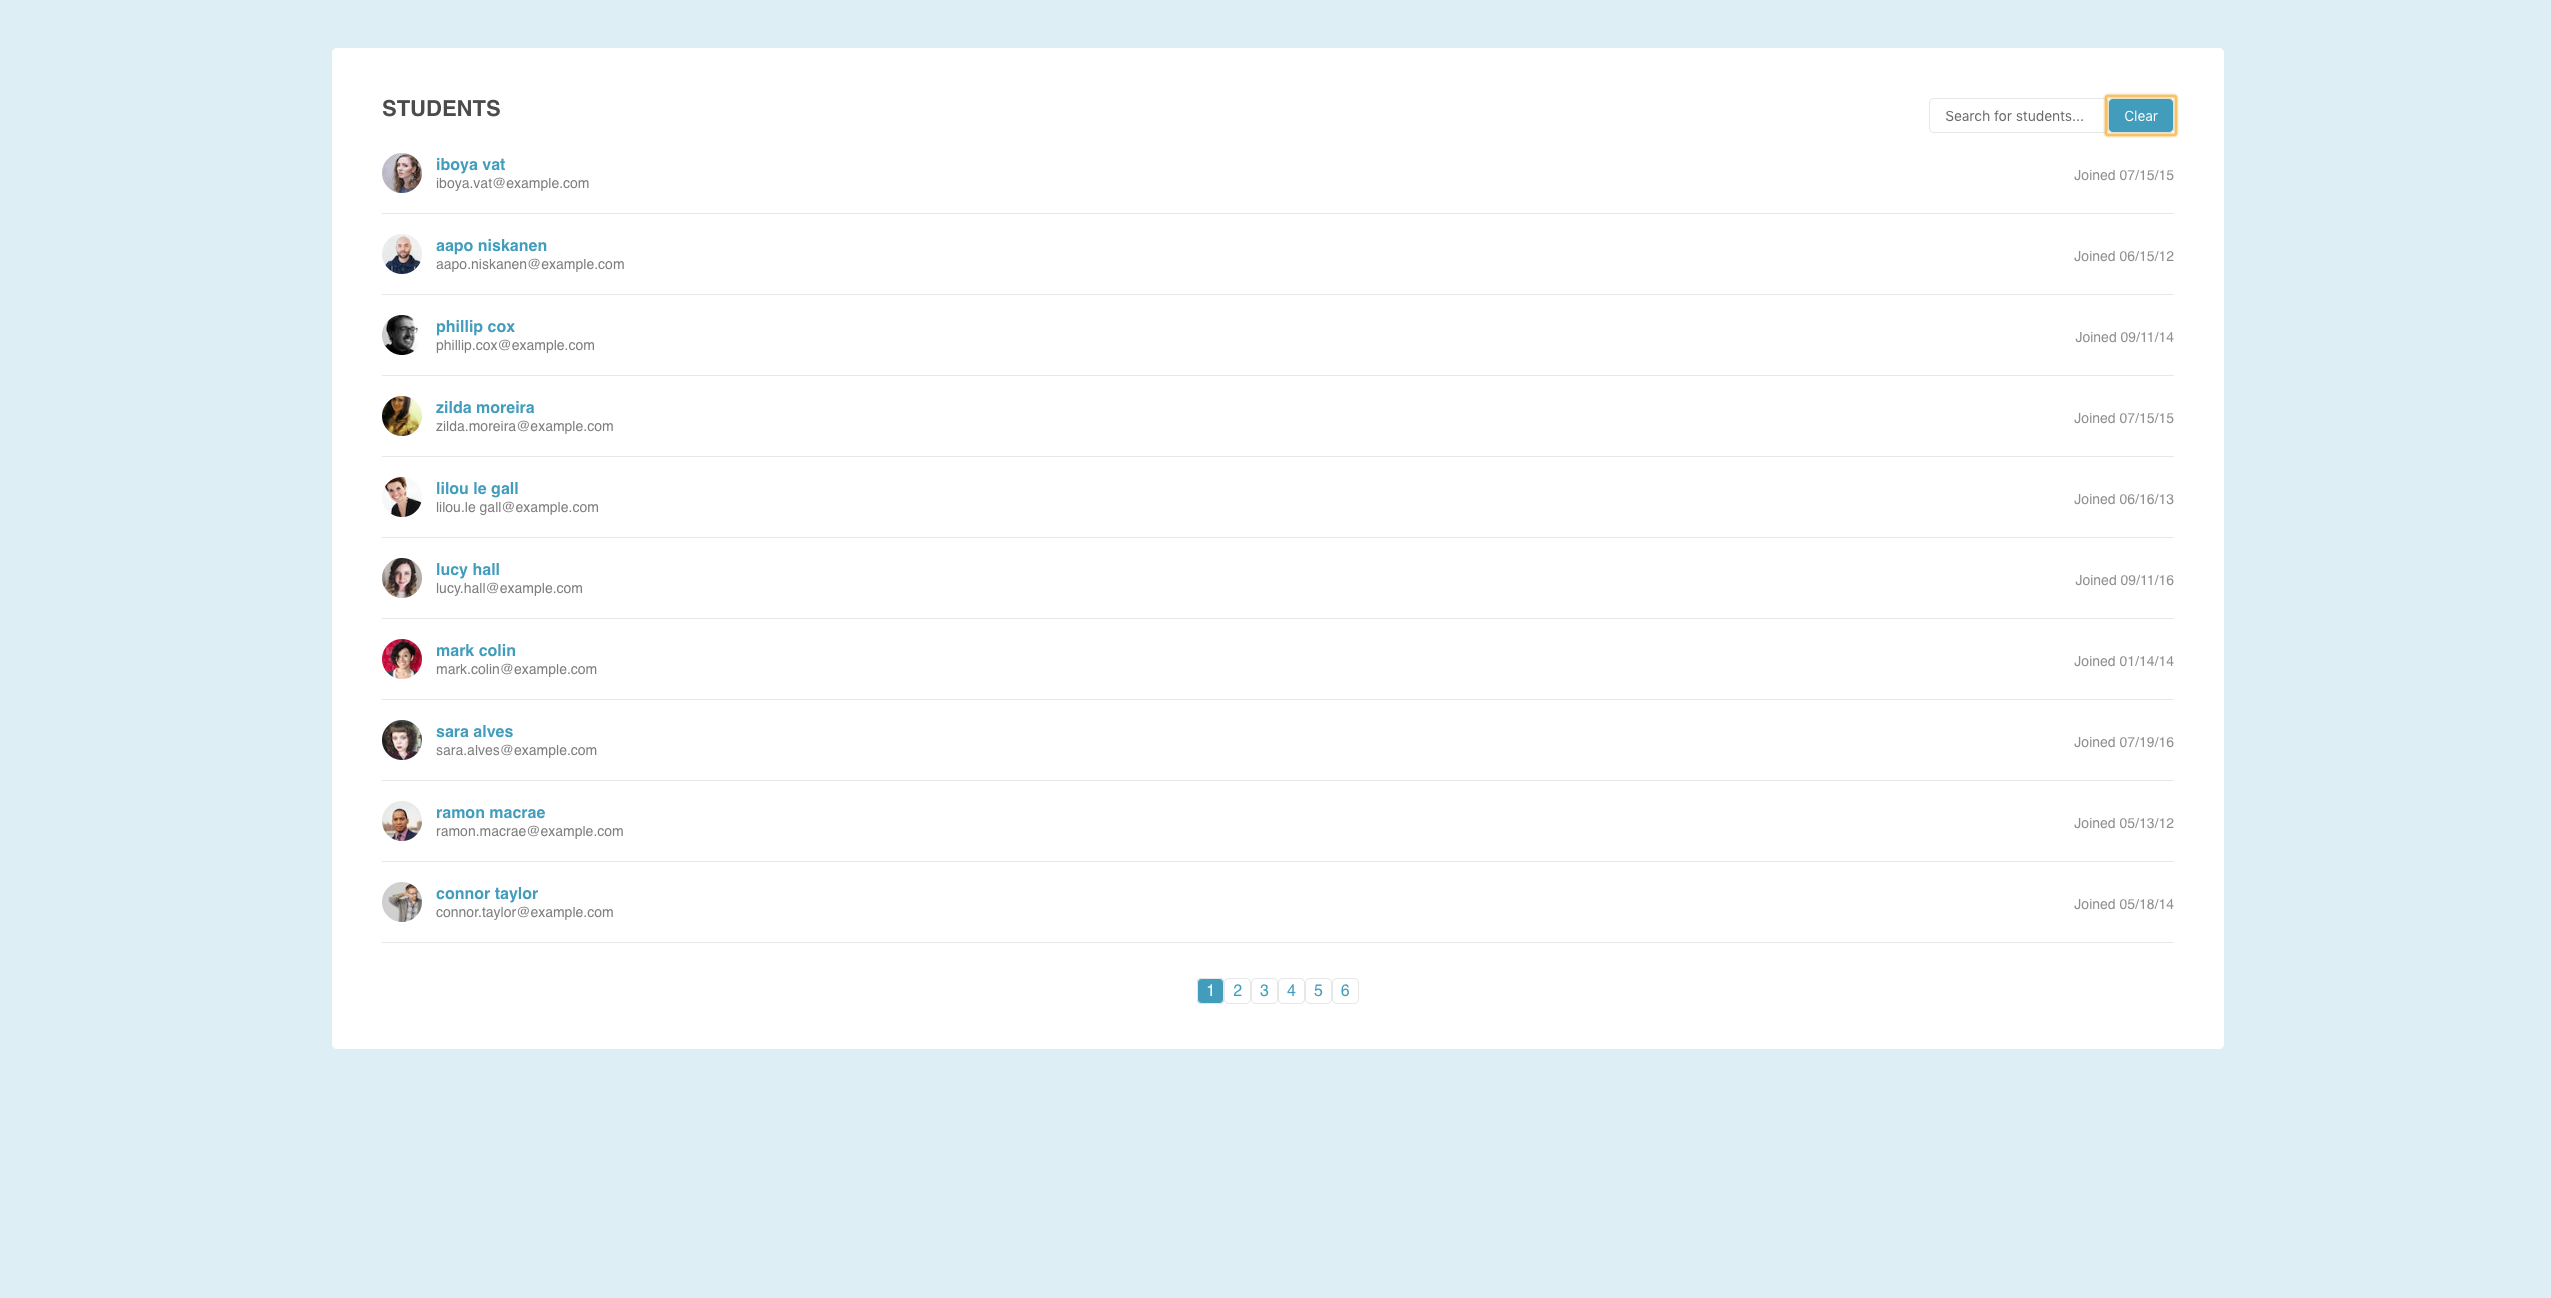 STUDENTS
Search for students...
Clear
iboya vat
iboya.vat@example.com
Joined 07/15/15
aapo niskanen
aapo.niskanen@example.com
Joined 06/15/12
phillip cox
phillip.cox@example.com
Joined 09/11/14
zilda moreira
zilda.moreira@example.com
Joined 07/15/15
lilou le gall
lilou.le gall@example.com
Joined 06/16/13
lucy hall
lucy.hall@example.com
Joined 09/11/16
mark colin
mark.colin@example.com
Joined 01/14/14
sara alves
sara.alves@example.com
Joined 07/19/16
ramon macrae
ramon.macrae@example.com
Joined 05/13/12
connor taylor
connor.taylor@example.com
Joined 05/18/14
1 2 3 4 5 6